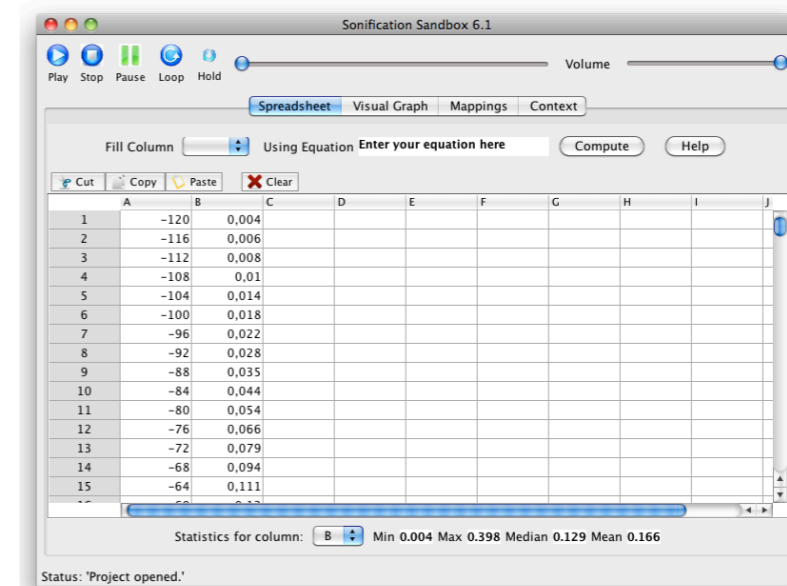 Sonification Sandbox 6.1
Play Stop Pause Loop Hold Volume
Spreadsheet Visual Graph Mappings Context
Fill Column Using Equation Enter your equation here Compute Help
Cut Copy Paste Clear
A B C D E F G H I J
1 -120 0,004
2 -116 0,006
3 -112 0,008
4 -108 0,01
5 -104 0,014
6 -100 0,018
7 -96 0,022
8 -92 0,028
9 -88 0,035
10 -84 0,044
11 -80 0,054
12 -76 0,066
13 -72 0,079
14 -68 0,094
15 -64 0,111
Statistics for column: B Min 0.004 Max 0.398 Median 0.129 Mean 0.166
Status: 'Project opened.'